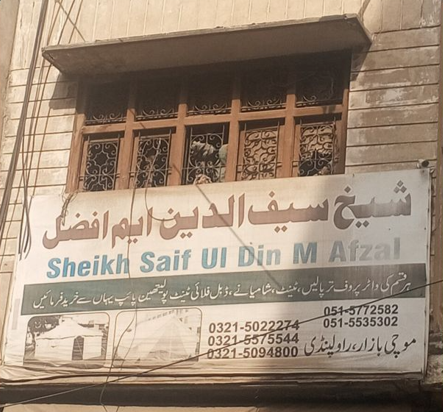 شیخ سیف الدین ایم افضل
Sheikh Saif Ul Din M Afzal
ہر قسم کی واٹر پروف ترپالیں، ٹینٹ، شامیانے، ڈبل فلائی ٹینٹ پولیتھین پائپ یہاں سے خرید فرمائیں
0321-5022274
0321-5575544
0321-5094800
051-5772582
051-5535302
موچی بازار، راولپنڈی